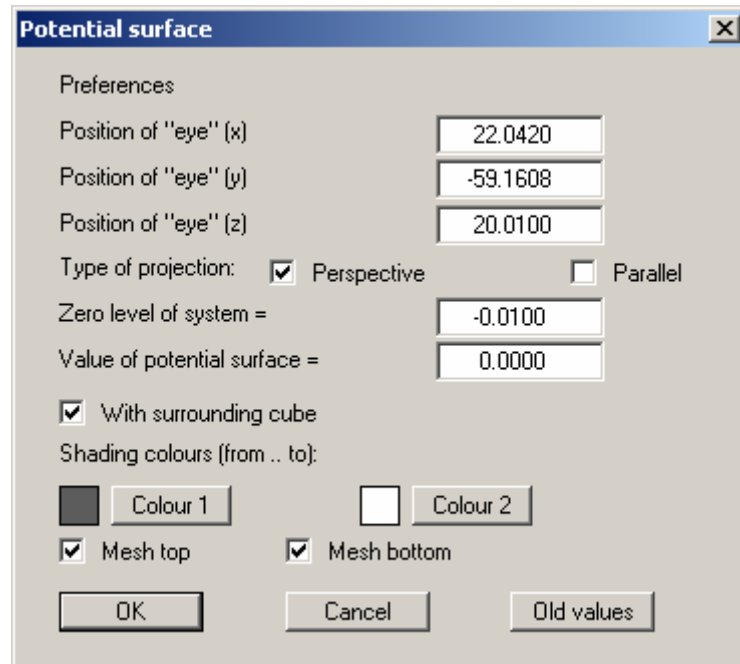 Potential surface
Preferences
Position of "eye" (x) 22.0420
Position of "eye" (y) -59.1608
Position of "eye" (z) 20.0100
Type of projection: Perspective Parallel
Zero level of system = -0.0100
Value of potential surface = 0.0000
With surrounding cube
Shading colours (from .. to):
Colour 1 Colour 2
Mesh top Mesh bottom
OK Cancel Old values